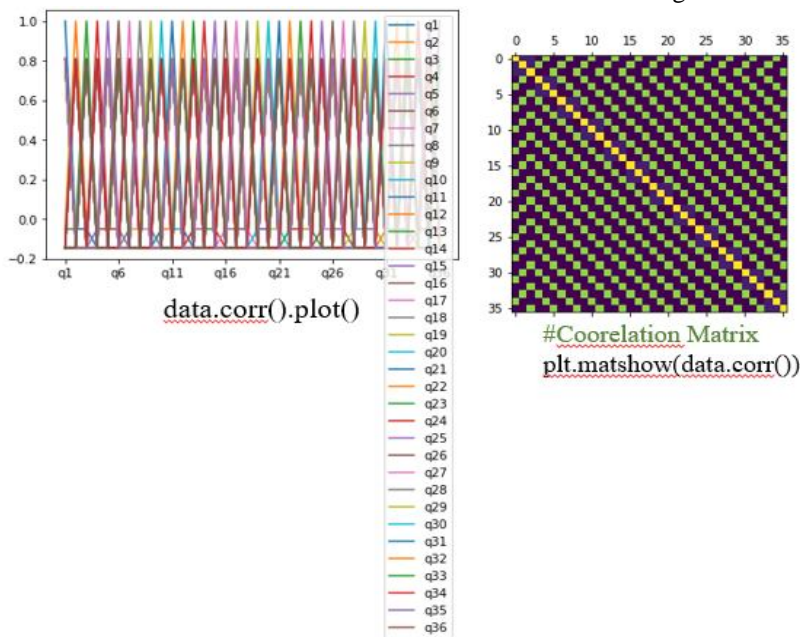 1.0
0.8
0.6
0.4
0.2
0.0
−0.2
q1
q6
q11
q16
q21
q26
q1
q2
q3
q4
q5
q6
q7
q8
q9
q10
q11
q12
q13
q14
q15
q16
q17
q18
q19
q20
q21
q22
q23
q24
q25
q26
q27
q28
q29
q30
q31
q32
q33
q34
q35
q36
data.corr().plot()
0 5 10 15 20 25 30 35
0
5
10
15
20
25
30
35
#Coorelation Matrix
plt.matshow(data.corr())